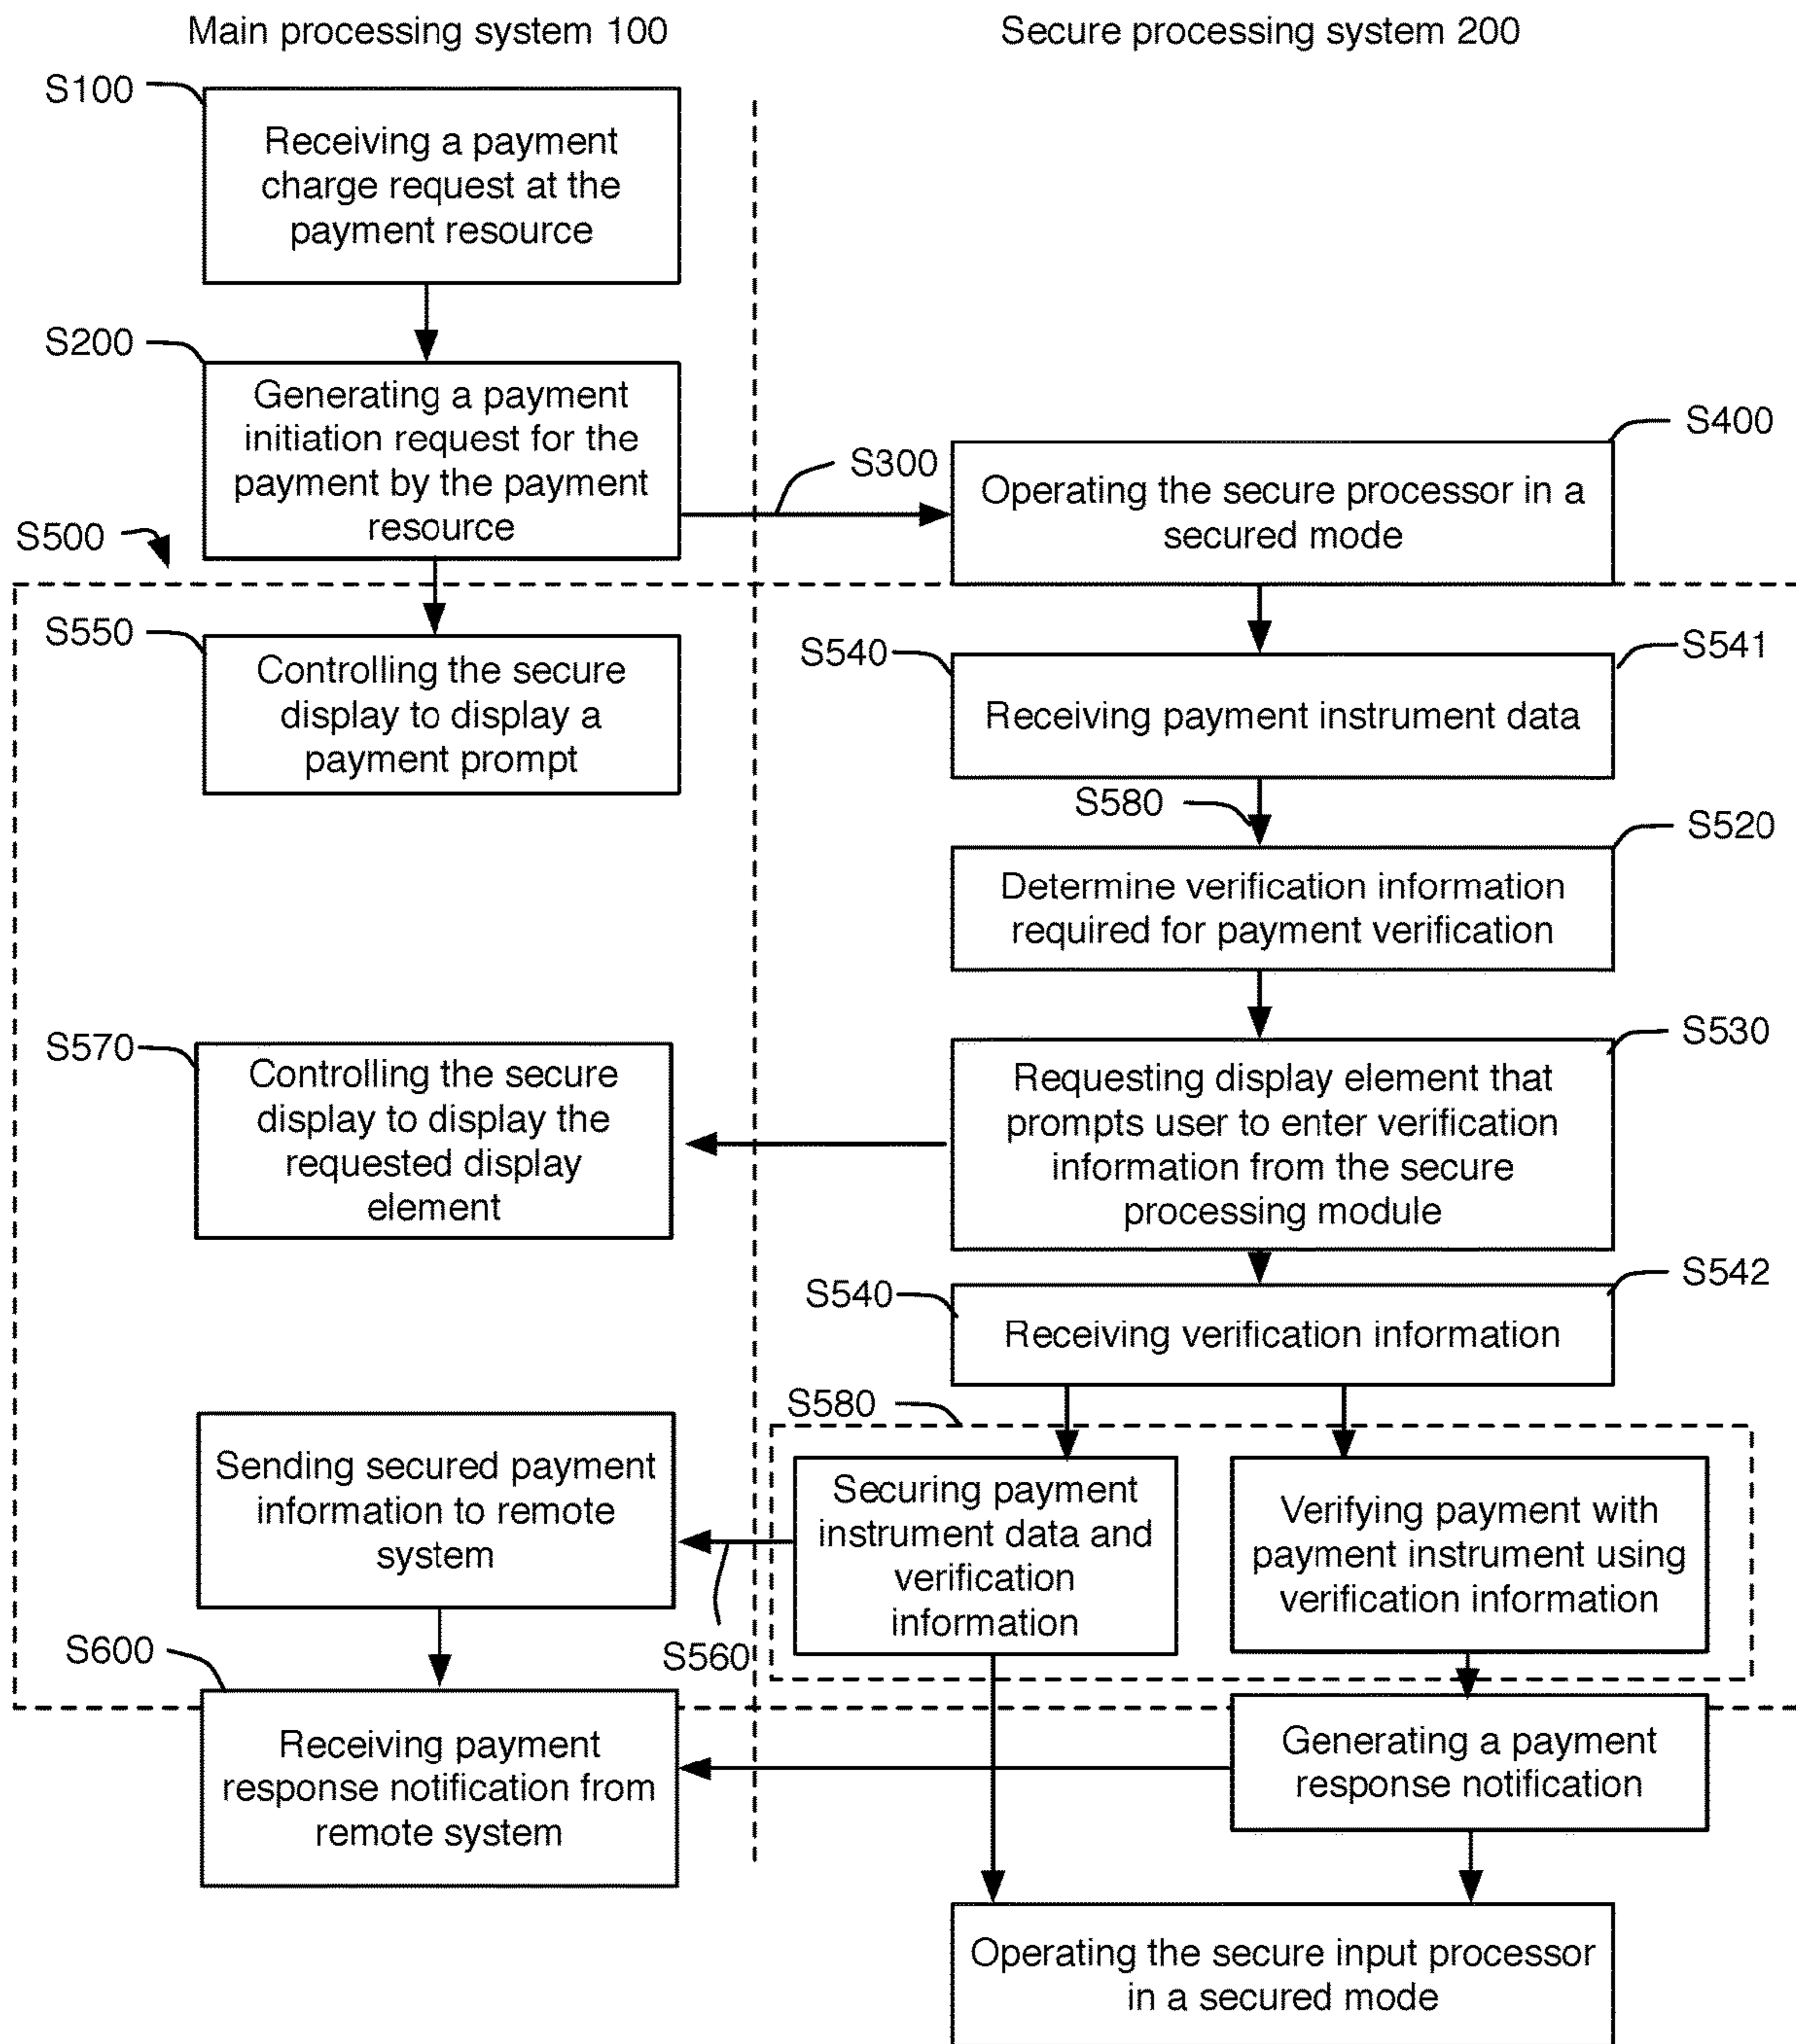 Main processing system 100
Secure processing system 200
S100
Receiving a payment
charge request at the
payment resource
S200
Generating a payment
initiation request for the
payment by the payment
resource
S300
S400
Operating the secure processor in a
secured mode
S500
S550
Controlling the secure
display to display a
payment prompt
S540
S541
Receiving payment instrument data
S580
S520
Determine verification information
required for payment verification
S570
Controlling the secure
display to display the
requested display
element
S530
Requesting display element that
prompts user to enter verification
information from the secure
processing module
S540
S542
Receiving verification information
S580
Sending secured payment
information to remote
system
Securing payment
instrument data and
verification
information
Verifying payment with
payment instrument using
verification information
S560
S600
Receiving payment
response notification from
remote system
Generating a payment
response notification
Operating the secure input processor
in a secured mode